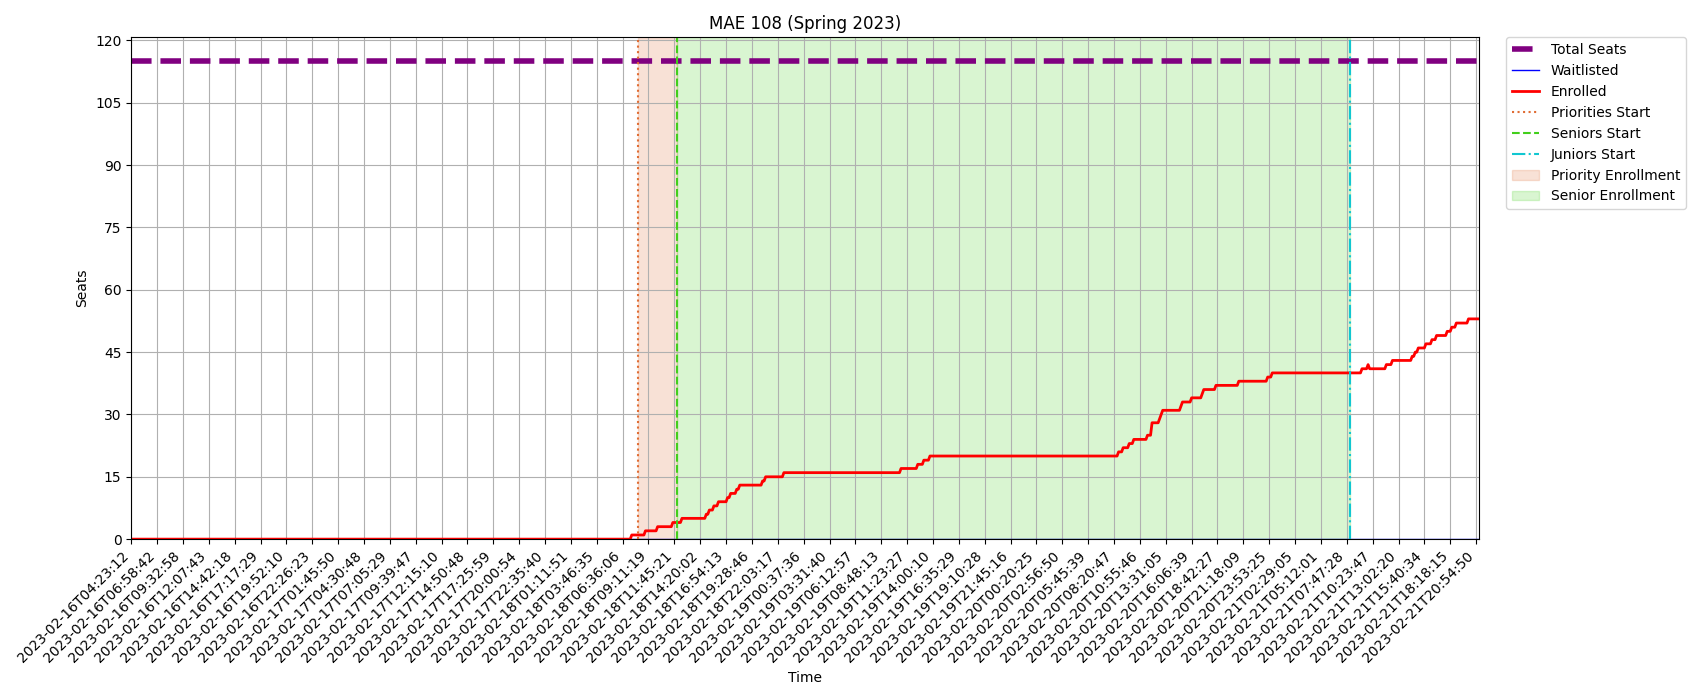 MAE 108 (Spring 2023)
120
105
90
75
60
45
30
15
0
Seats
2023-02-16T04:23:12
2023-02-16T06:58:42
2023-02-16T09:32:58
2023-02-16T12:07:43
2023-02-16T14:42:18
2023-02-16T17:17:29
2023-02-16T19:52:10
2023-02-16T22:26:23
2023-02-17T01:45:50
2023-02-17T04:30:48
2023-02-17T07:05:29
2023-02-17T09:39:47
2023-02-17T12:15:10
2023-02-17T14:50:48
2023-02-17T17:25:59
2023-02-17T20:00:54
2023-02-17T22:35:40
2023-02-18T01:11:51
2023-02-18T03:46:35
2023-02-18T06:36:06
2023-02-18T09:11:19
2023-02-18T11:45:21
2023-02-18T14:20:02
2023-02-18T16:54:13
2023-02-18T19:28:46
2023-02-18T22:03:17
2023-02-19T00:37:36
2023-02-19T03:31:40
2023-02-19T06:12:57
2023-02-19T08:48:13
2023-02-19T11:23:27
2023-02-19T14:00:10
2023-02-19T16:35:29
2023-02-19T19:10:28
2023-02-19T21:45:16
2023-02-20T00:20:25
2023-02-20T02:56:50
2023-02-20T05:45:39
2023-02-20T08:20:47
2023-02-20T10:55:46
2023-02-20T13:31:05
2023-02-20T16:06:39
2023-02-20T18:42:27
2023-02-20T21:18:09
2023-02-20T23:53:25
2023-02-21T02:29:05
2023-02-21T05:12:01
2023-02-21T07:47:28
2023-02-21T10:23:47
2023-02-21T13:02:20
2023-02-21T15:40:34
2023-02-21T18:18:15
2023-02-21T20:54:50
Time
Total Seats
Waitlisted
Enrolled
Priorities Start
Seniors Start
Juniors Start
Priority Enrollment
Senior Enrollment